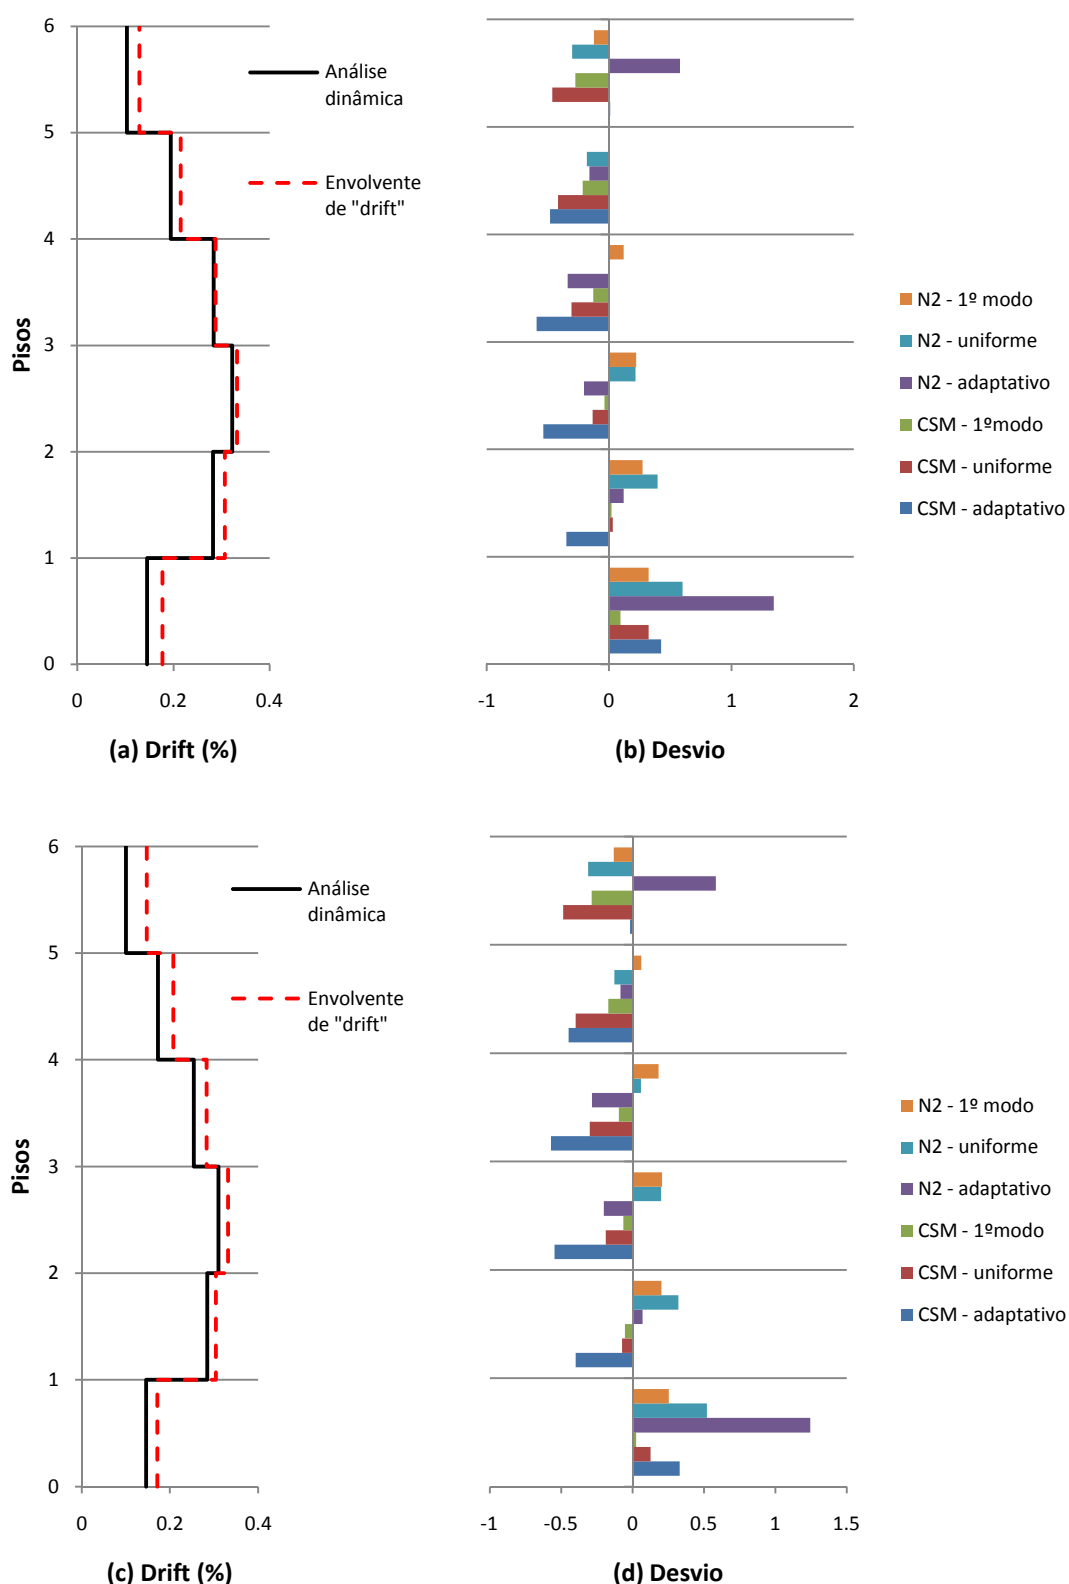 6
5
4
3
2
1
0
Pisos
0
0.2
0.4
(a) Drift (%)
Análise
dinâmica
Envolvente
de "drift"
-1
0
1
2
(b) Desvio
N2 - 1º modo
N2 - uniforme
N2 - adaptativo
CSM - 1ºmodo
CSM - uniforme
CSM - adaptativo
6
5
4
3
2
1
0
Pisos
0
0.2
0.4
(c) Drift (%)
Análise
dinâmica
Envolvente
de "drift"
-1
-0.5
0
0.5
1
1.5
(d) Desvio
N2 - 1º modo
N2 - uniforme
N2 - adaptativo
CSM - 1ºmodo
CSM - uniforme
CSM - adaptativo